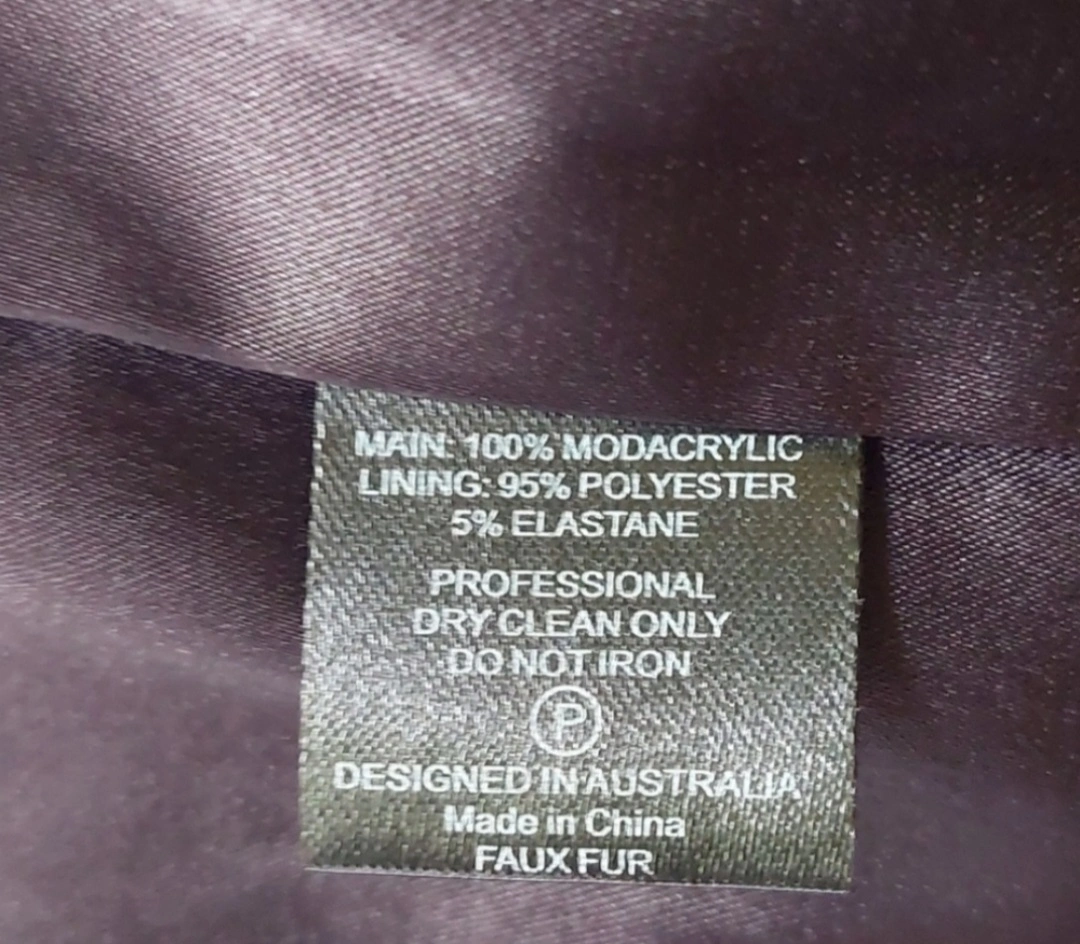 MAIN: 100% MODACRYLIC
LINING: 95% POLYESTER
5% ELASTANE
PROFESSIONAL
DRY CLEAN ONLY
DO NOT IRON
P
DESIGNED IN AUSTRALIA
Made in China
FAUX FUR